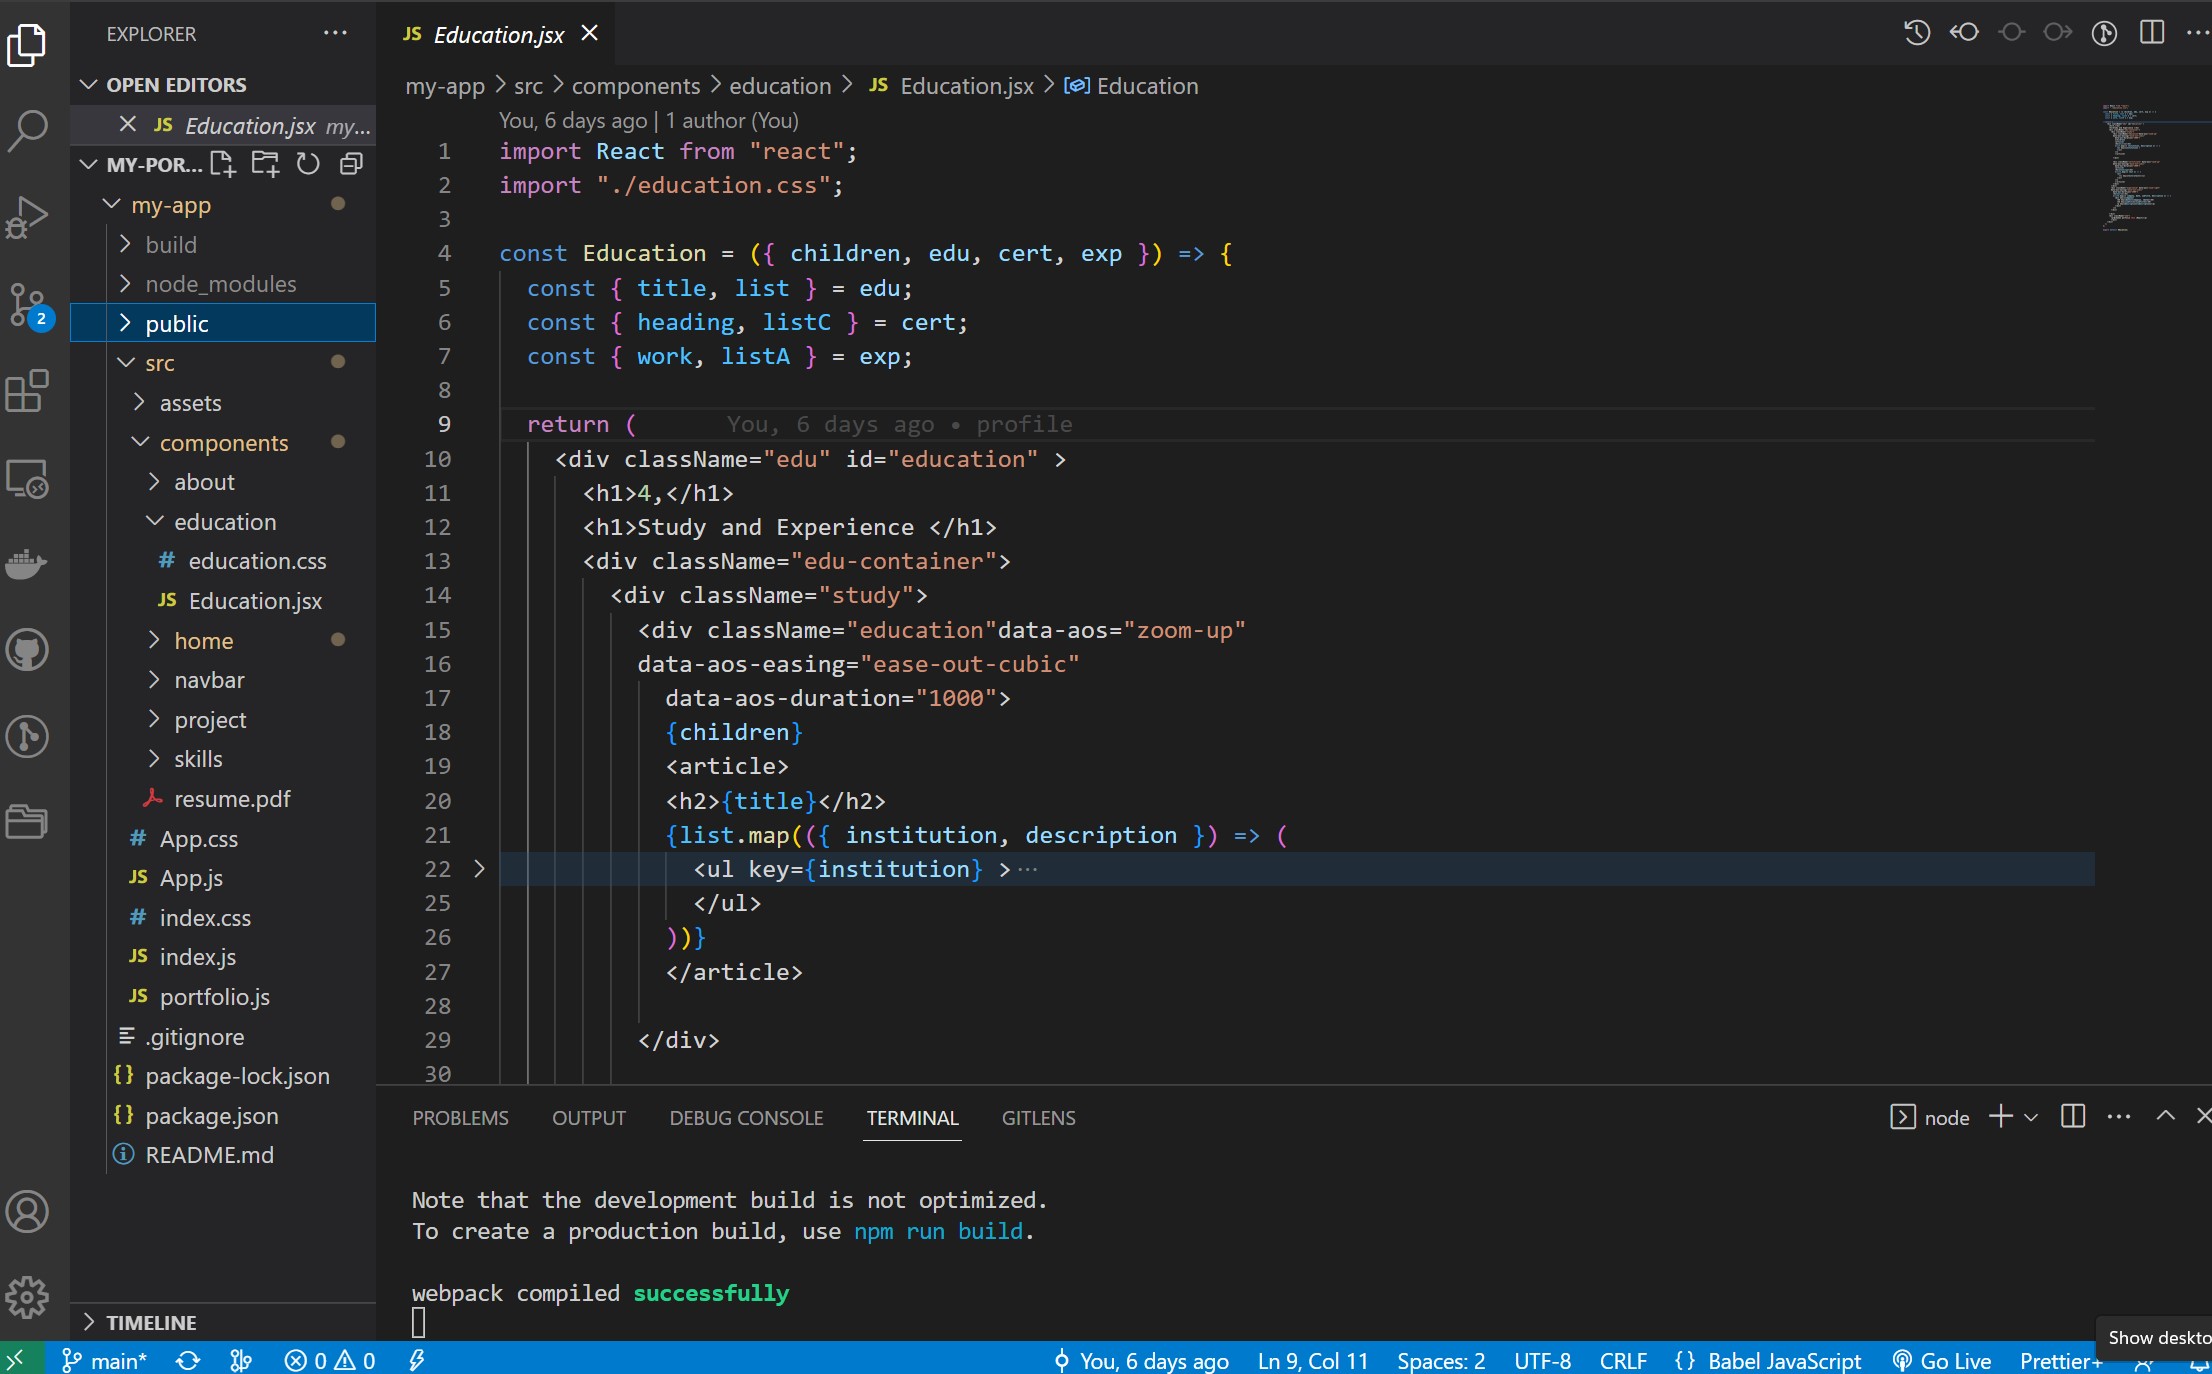 EXPLORER
OPEN EDITORS
JS Education.jsx my...
MY-POR...
my-app
build
node_modules
public
src
assets
components
about
education
# education.css
JS Education.jsx
home
navbar
project
skills
resume.pdf
# App.css
JS App.js
# index.css
JS index.js
JS portfolio.js
.gitignore
{} package-lock.json
{} package.json
README.md
TIMELINE
2
JS Education.jsx
my-app > src > components > education > JS Education.jsx > Education
You, 6 days ago | 1 author (You)
1 import React from "react";
2 import "./education.css";
3
4 const Education = ({ children, edu, cert, exp }) => {
5 const { title, list } = edu;
6 const { heading, listC } = cert;
7 const { work, listA } = exp;
8
9 return ( You, 6 days ago • profile
10 <div className="edu" id="education" >
11 <h1>4,</h1>
12 <h1>Study and Experience </h1>
13 <div className="edu-container">
14 <div className="study">
15 <div className="education"data-aos="zoom-up"
16 data-aos-easing="ease-out-cubic"
17 data-aos-duration="1000">
18 {children}
19 <article>
20 <h2>{title}</h2>
21 {list.map(({ institution, description }) => (
22 <ul key={institution} >···
25 </ul>
26 ))}
27 </article>
28
29 </div>
30
PROBLEMS OUTPUT DEBUG CONSOLE TERMINAL GITLENS
node
Note that the development build is not optimized.
To create a production build, use npm run build.
webpack compiled successfully
Show deskto
main* 0 0 You, 6 days ago Ln 9, Col 11 Spaces: 2 UTF-8 CRLF {} Babel JavaScript Go Live Prettier+